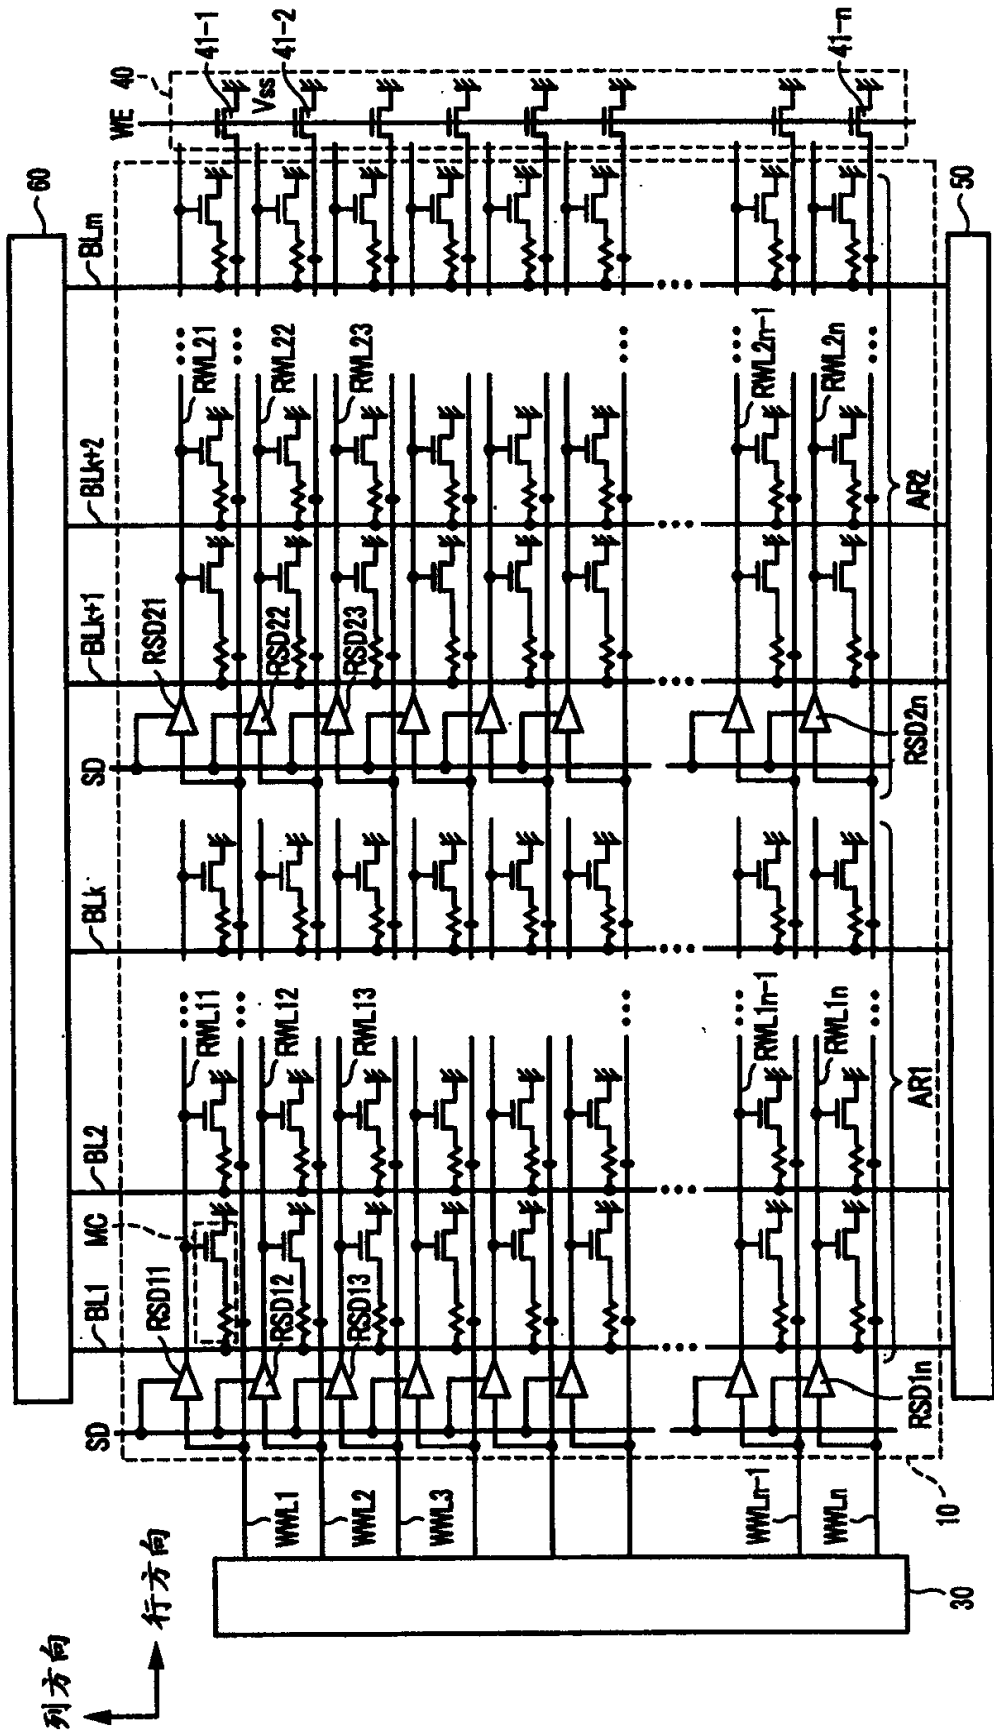 列方向
行方向
60
40
WE
41-1
41-2
41-n
Vss
SD
BL1
MC
BL2
BLk
SD
BLk+1
BLk+2
BLm
RSD11
RSD12
RSD13
RSD1n
RWL11
RWL12
RWL13
RWL1n-1
RWL1n
RSD21
RSD22
RSD23
RSD2n
RWL21
RWL22
RWL23
RWL2n-1
RWL2n
WWL1
WWL2
WWL3
WWLn-1
WWLn
AR1
AR2
10
30
50